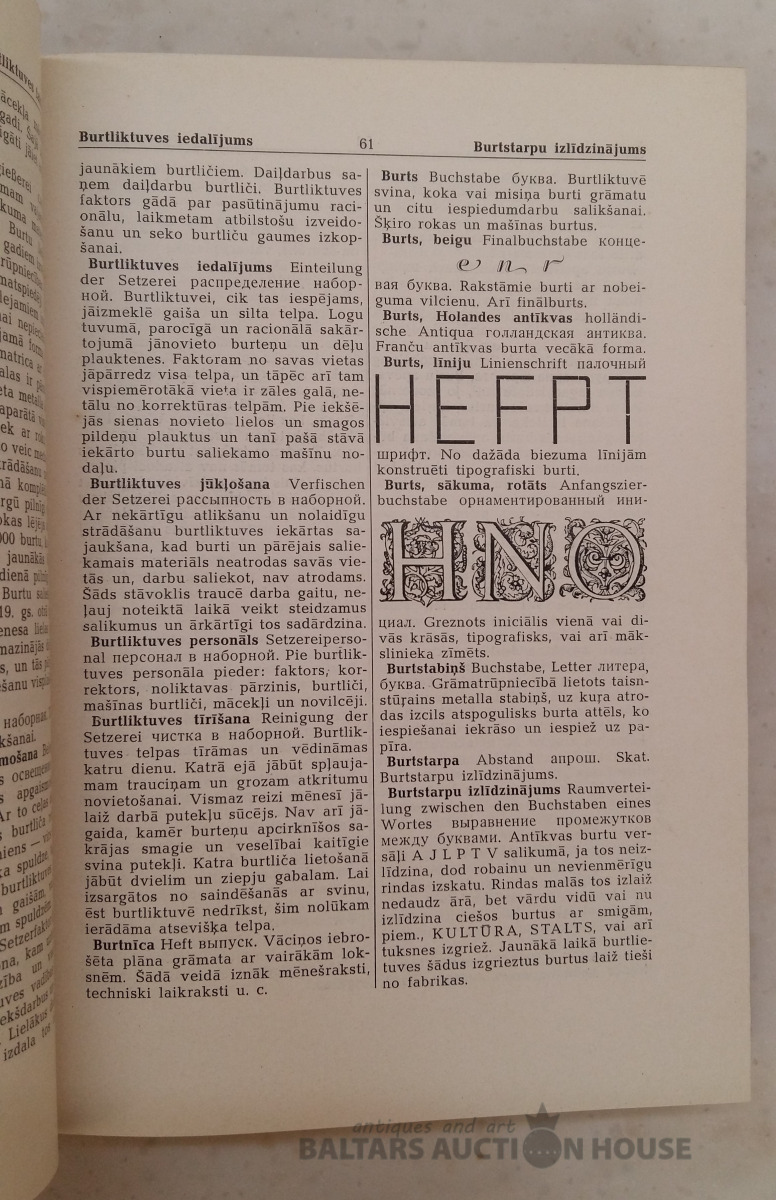 Burtliktuves iedalījums
61
Burtstarpu izlīdzinājums
jaunākiem burtličiem. Daiļdarbus sa-
ņem daiļdarbu burtliči. Burtliktuves
faktors gādā par pasūtinājumu raci-
onālu, laikmetam atbilstošu izveido-
šanu un seko burtliču gaumes izkop-
šanai.
Burtliktuves iedalījums Einteilung
der Setzerei распределение набор-
ной. Burtliktuvei, cik tas iespējams,
jāizmeklē gaiša un silta telpa. Logu
tuvumā, parocīgā un racionālā sakār-
tojumā jānovieto burteņu un dēļu
plauktenes. Faktoram no savas vietas
jāpārredz visa telpa, un tāpēc arī tam
vispiemērotākā vieta ir zāles galā, ne-
tālu no korrektūras telpām. Pie iekšē-
jās sienas novieto lielos un smagos
pildeņu plauktus un tanī pašā stāvā
iekārto burtu saliekamo mašīnu no-
daļu.
Burtliktuves jūkļošana Verfischen
der Setzerei рассыпность в наборной.
Ar nekārtīgu atlikšanu un nolaidīgu
strādāšanu burtliktuves iekārtas sa-
jaukšana, kad burti un pārējais salie-
kamais materiāls neatrodas savās vie-
tās un, darbu saliekot, nav atrodams.
Šāds stāvoklis traucē darba gaitu, ne-
ļauj noteiktā laikā veikt steidzamus
salikumus un ārkārtīgi tos sadārdzina.
Burtliktuves personāls Setzereiperso-
nal персонал в наборной. Pie burtlik-
tuves personāla pieder: faktors, kor-
rektors, noliktavas pārzinis, burtliči,
mašīnas burtliči, mācekļi un novilcēji.
Burtliktuves tīrīšana Reinigung der
Setzerei чистка в наборной. Burtlik-
tuves telpas tīrāmas un vēdināmas
katru dienu. Katrā ejā jābūt spļauja-
mam trauciņam un grozam atkritumu
novietošanai. Vismaz reizi mēnesī jā-
laiž darbā putekļu sūcējs. Nav arī jā-
gaida, kamēr burteņu apcirknīšos sa-
krājas smagie un veselībai kaitīgie
svina putekļi. Katra burtliča lietošanā
jābūt dvielim un ziepju gabalam. Lai
izsargātos no saindēšanās ar svinu,
ēst burtliktuvē nedrīkst, šim nolūkam
ierādāma atsevišķa telpa.
Burtnīca Heft выпуск. Vāciņos iebro-
šēta plāna grāmata ar vairākām lok-
snēm. Šādā veidā iznāk mēnešraksti,
techniski laikraksti u. c.
Burts Buchstabe буква. Burtliktuvē
svina, koka vai misiņa burti grāmatu
un citu iespiedumdarbu salikšanai.
Šķiro rokas un mašīnas burtus.
Burts, beigu Finalbuchstabe конце-
e n r
вая буква. Rakstāmie burti ar nobei-
guma vilcienu. Arī finālburts.
Burts, Holandes antīkvas holländi-
sche Antiqua голландская антиква.
Franču antīkvas burta vecākā forma.
Burts, līniju Linienschrift палочный
HEFPT
шрифт. No dažāda biezuma līnijām
konstruēti tipografiski burti.
Burts, sākuma, rotāts Anfangszier-
buchstabe орнаментированный ини-
HNO
циал. Greznots iniciālis vienā vai di-
vās krāsās, tipografisks, vai arī māk-
slinieka zīmēts.
Burtstabiņš Buchstabe, Letter литера,
буква. Grāmatrūpniecībā lietots taisn-
stūrains metalla stabiņš, uz kuŗa atro-
das izcils atspogulisks burta attēls, ko
iespiešanai iekrāso un iespiež uz pa-
pīra.
Burtstarpa Abstand апрош. Skat.
Burtstarpu izlīdzinājums.
Burtstarpu izlīdzinājums Raumvertei-
lung zwischen den Buchstaben eines
Wortes выравнение промежутков
между буквами. Antīkvas burtu ver-
sāļi A J L P T V salikumā, ja tos neiz-
līdzina, dod robainu un nevienmērīgu
rindas izskatu. Rindas malās tos izlaiž
nedaudz ārā, bet vārdu vidū vai nu
izlīdzina ciešos burtus ar smigām,
piem., KULTŪRA, STALTS, vai arī
tuksnes izgriež. Jaunākā laikā burtlie-
tuves šādus izgrieztus burtus laiž tieši
no fabrikas.
antiques and art
BALTARS AUCTION HOUSE